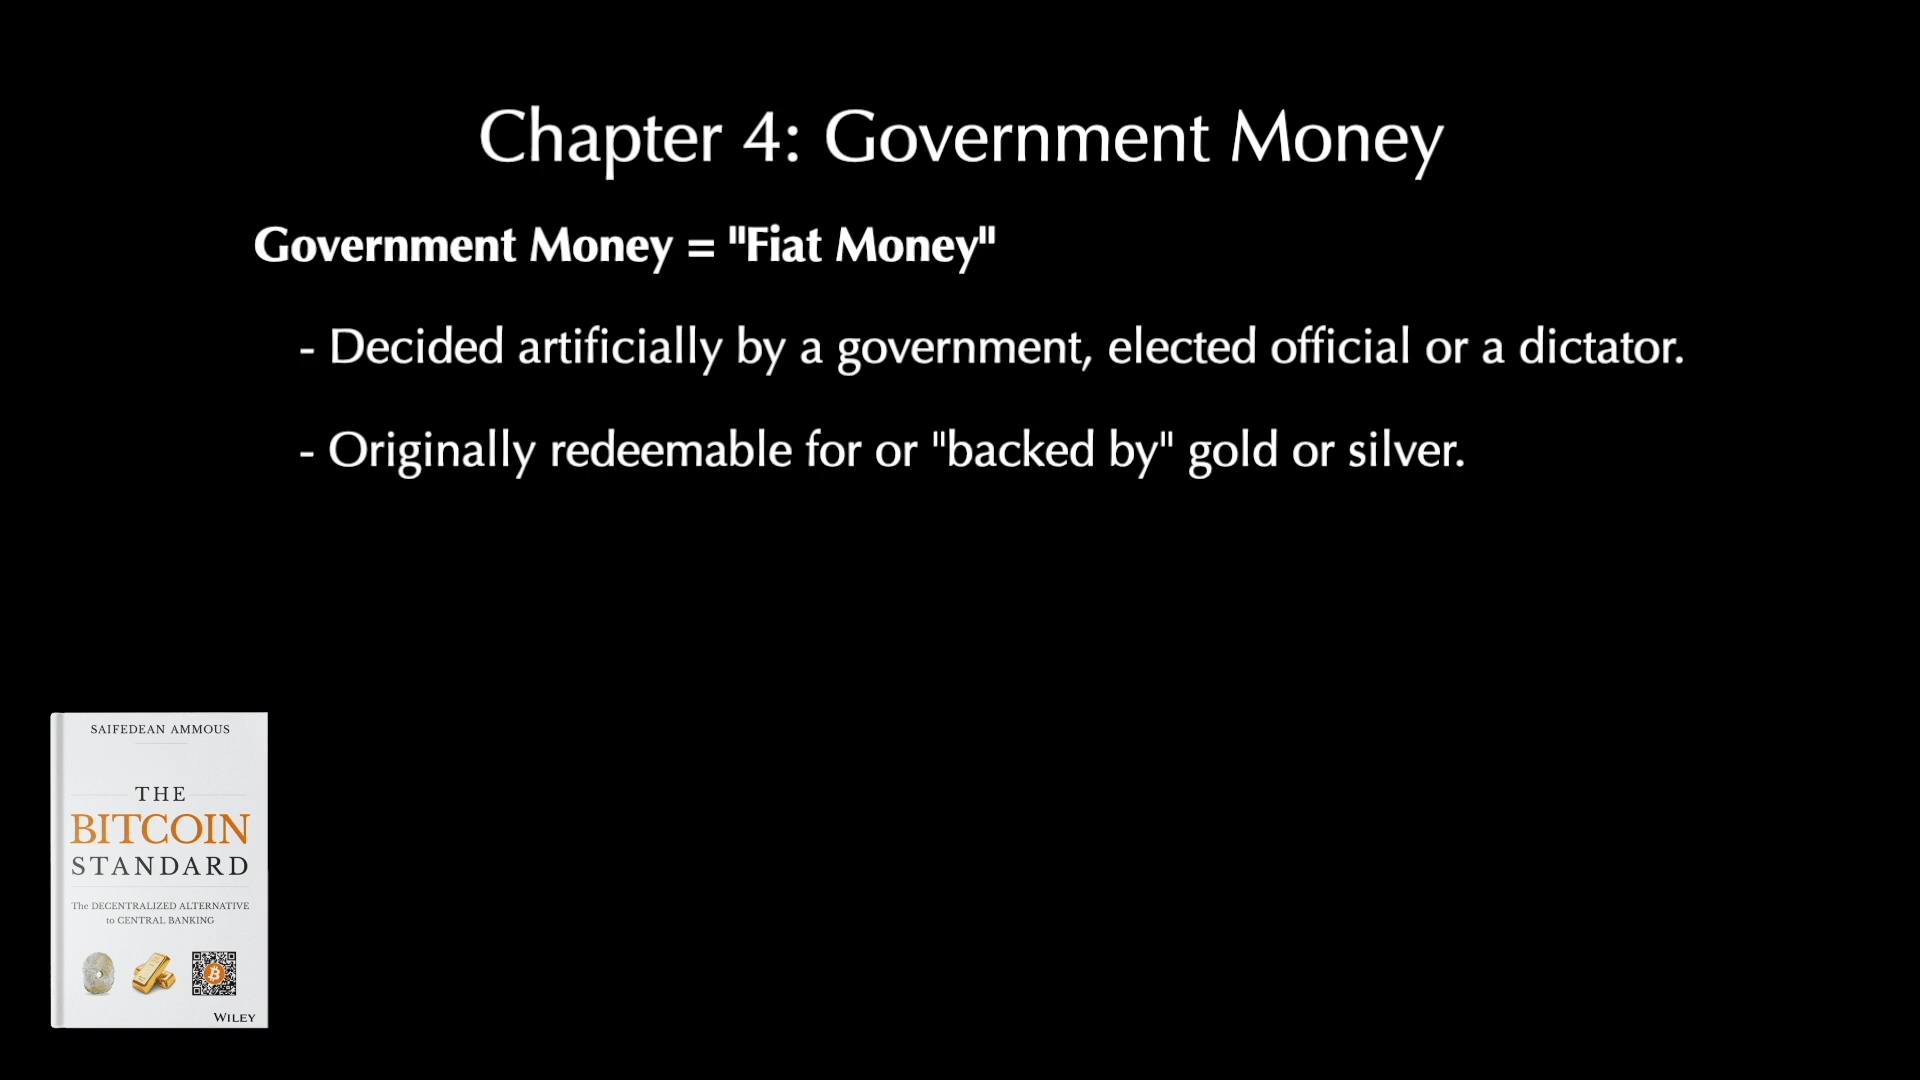 Chapter 4: Government Money
Government Money = "Fiat Money"
- Decided artificially by a government, elected official or a dictator.
- Originally redeemable for or "backed by" gold or silver.
SAIFEDEAN AMMOUS
THE
BITCOIN
STANDARD
The DECENTRALIZED ALTERNATIVE
to CENTRAL BANKING
WILEY